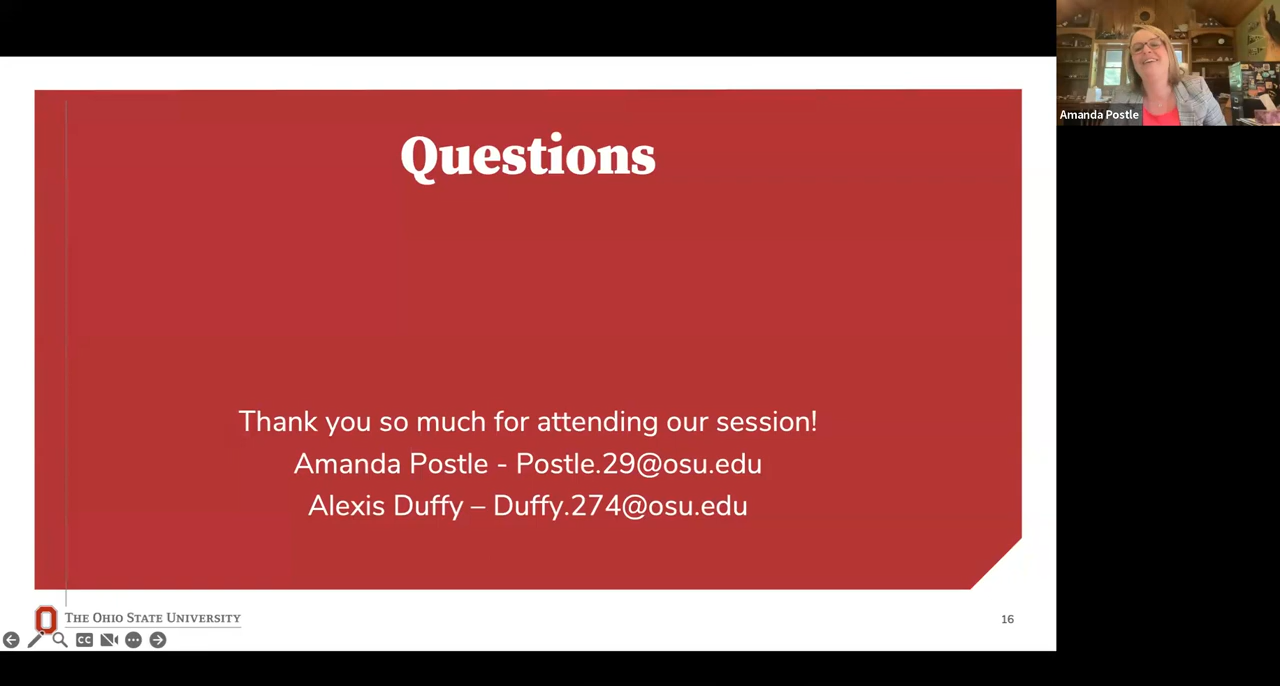 Questions
Thank you so much for attending our session!
Amanda Postle - Postle.29@osu.edu
Alexis Duffy – Duffy.274@osu.edu
THE OHIO STATE UNIVERSITY
16
CC
Amanda Postle